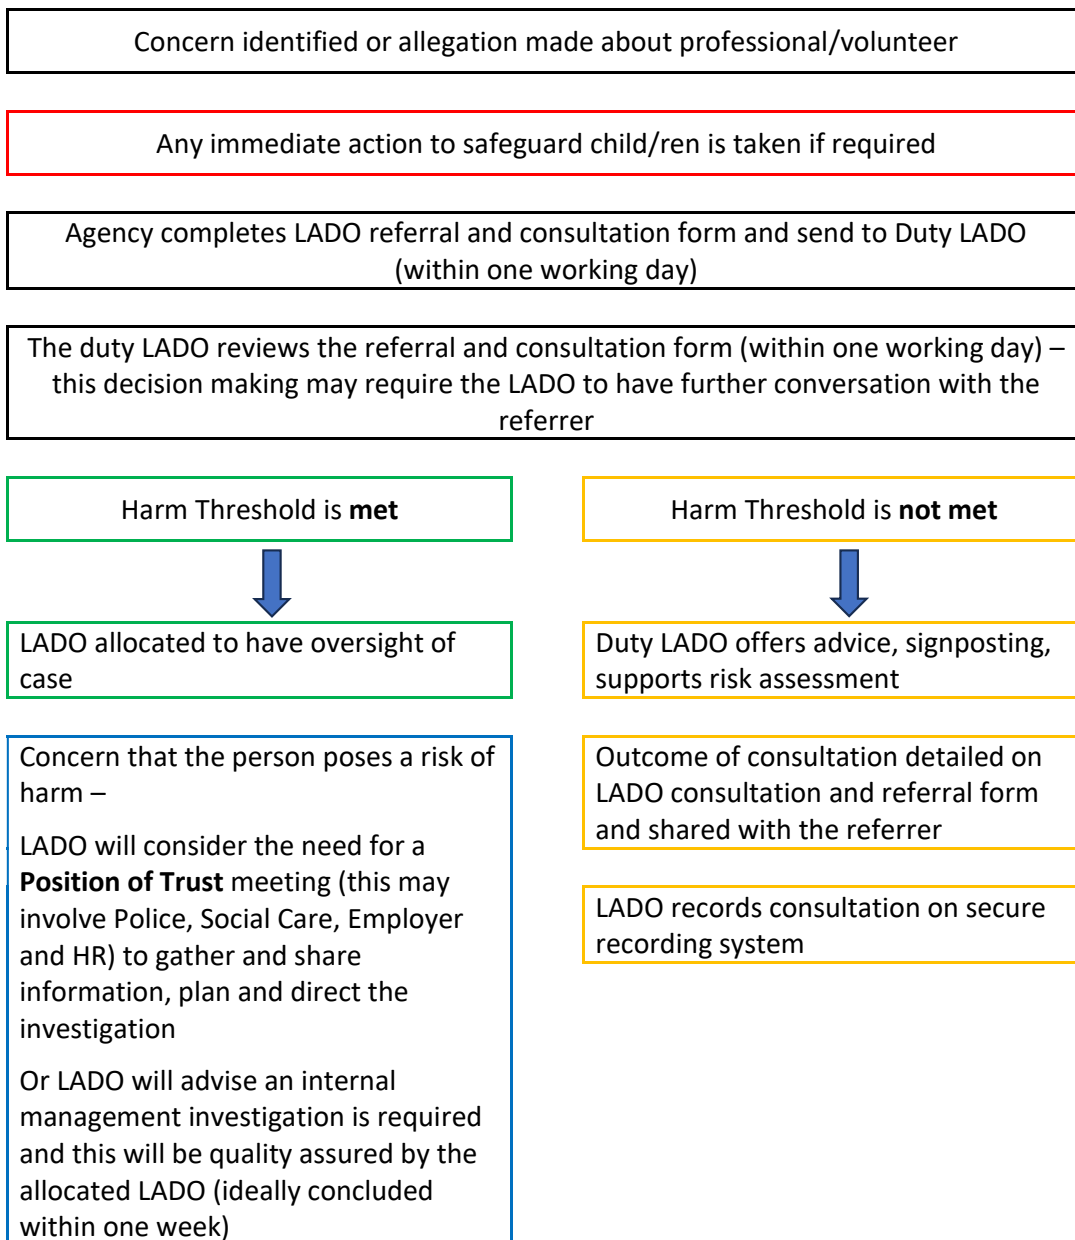 Concern identified or allegation made about professional/volunteer
Any immediate action to safeguard child/ren is taken if required
Agency completes LADO referral and consultation form and send to Duty LADO
(within one working day)
The duty LADO reviews the referral and consultation form (within one working day) –
this decision making may require the LADO to have further conversation with the
referrer
Harm Threshold is met
LADO allocated to have oversight of
case
Concern that the person poses a risk of
harm –
LADO will consider the need for a
Position of Trust meeting (this may
involve Police, Social Care, Employer
and HR) to gather and share
information, plan and direct the
investigation
Or LADO will advise an internal
management investigation is required
and this will be quality assured by the
allocated LADO (ideally concluded
within one week)
Harm Threshold is not met
Duty LADO offers advice, signposting,
supports risk assessment
Outcome of consultation detailed on
LADO consultation and referral form
and shared with the referrer
LADO records consultation on secure
recording system